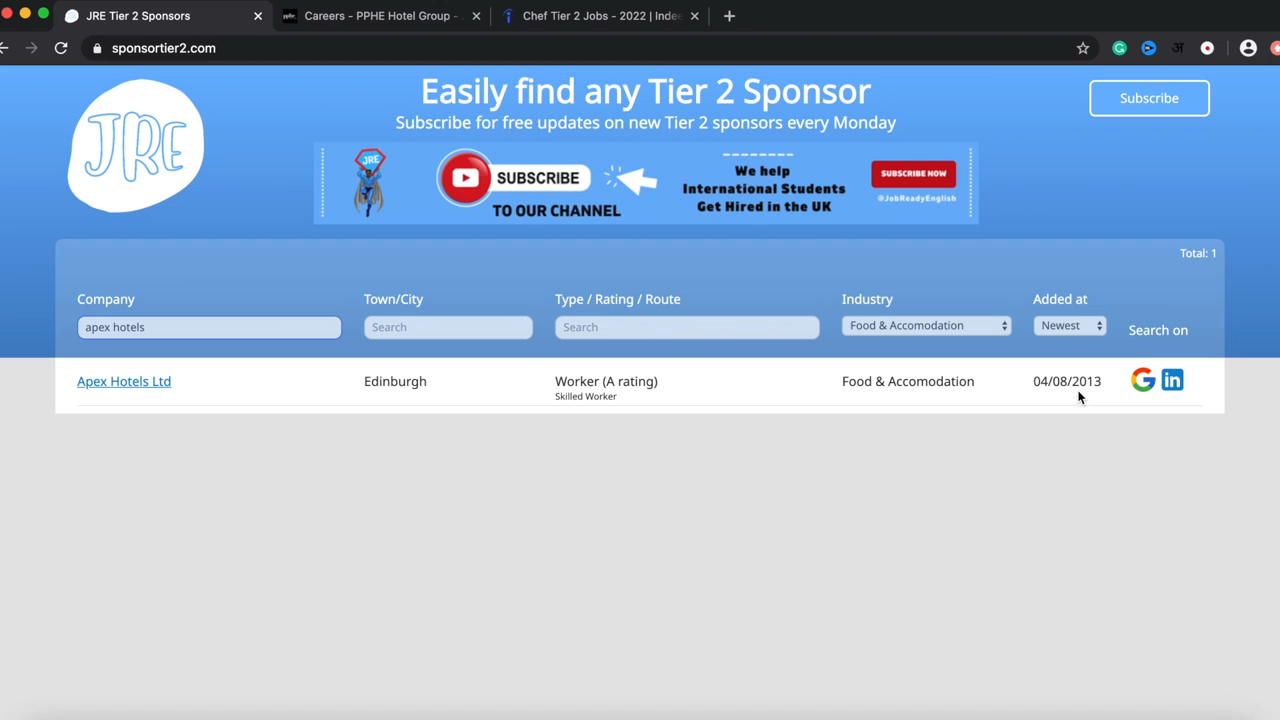 JRE Tier 2 Sponsors
Careers - PPHE Hotel Group -
Chef Tier 2 Jobs - 2022 | Inde
sponsortier2.com
अ
JRE
Easily find any Tier 2 Sponsor
Subscribe for free updates on new Tier 2 sponsors every Monday
Subscribe
JRE
SUBSCRIBE
TO OUR CHANNEL
We help
International Students
Get Hired in the UK
SUBSCRIBE NOW
@JobReadyEnglish
Total: 1
Company
Town/City
Type / Rating / Route
Industry
Added at
Search on
apex hotels
Search
Search
Food & Accomodation
Newest
Apex Hotels Ltd
Edinburgh
Worker (A rating)
Skilled Worker
Food & Accomodation
04/08/2013